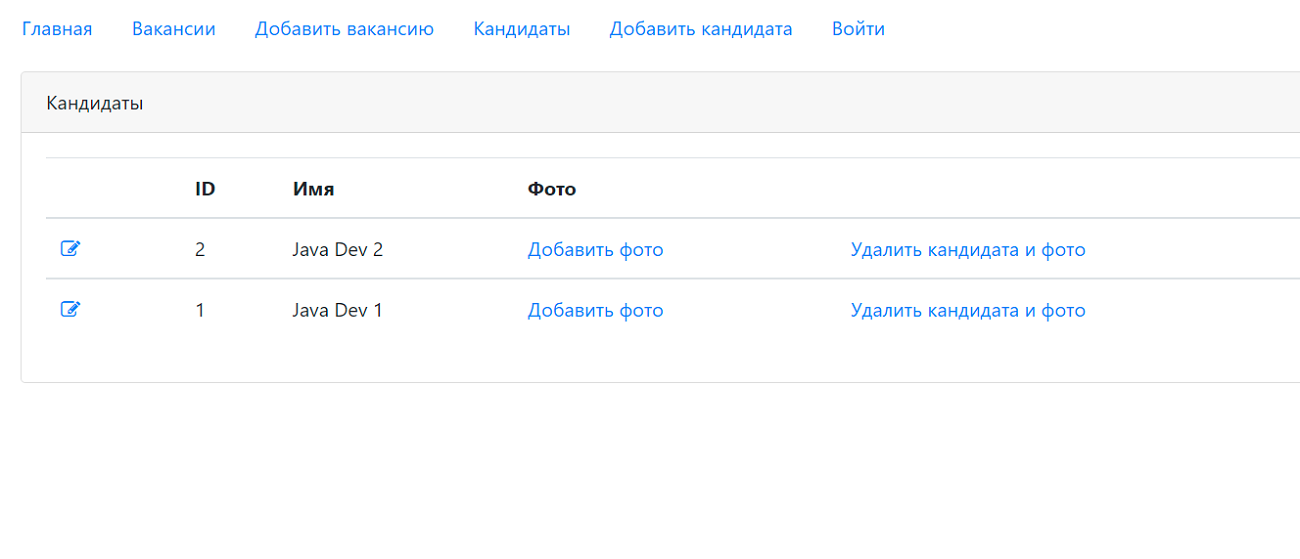 Главная Вакансии Добавить вакансию Кандидаты Добавить кандидата Войти
Кандидаты
ID Имя Фото
2 Java Dev 2 Добавить фото Удалить кандидата и фото
1 Java Dev 1 Добавить фото Удалить кандидата и фото